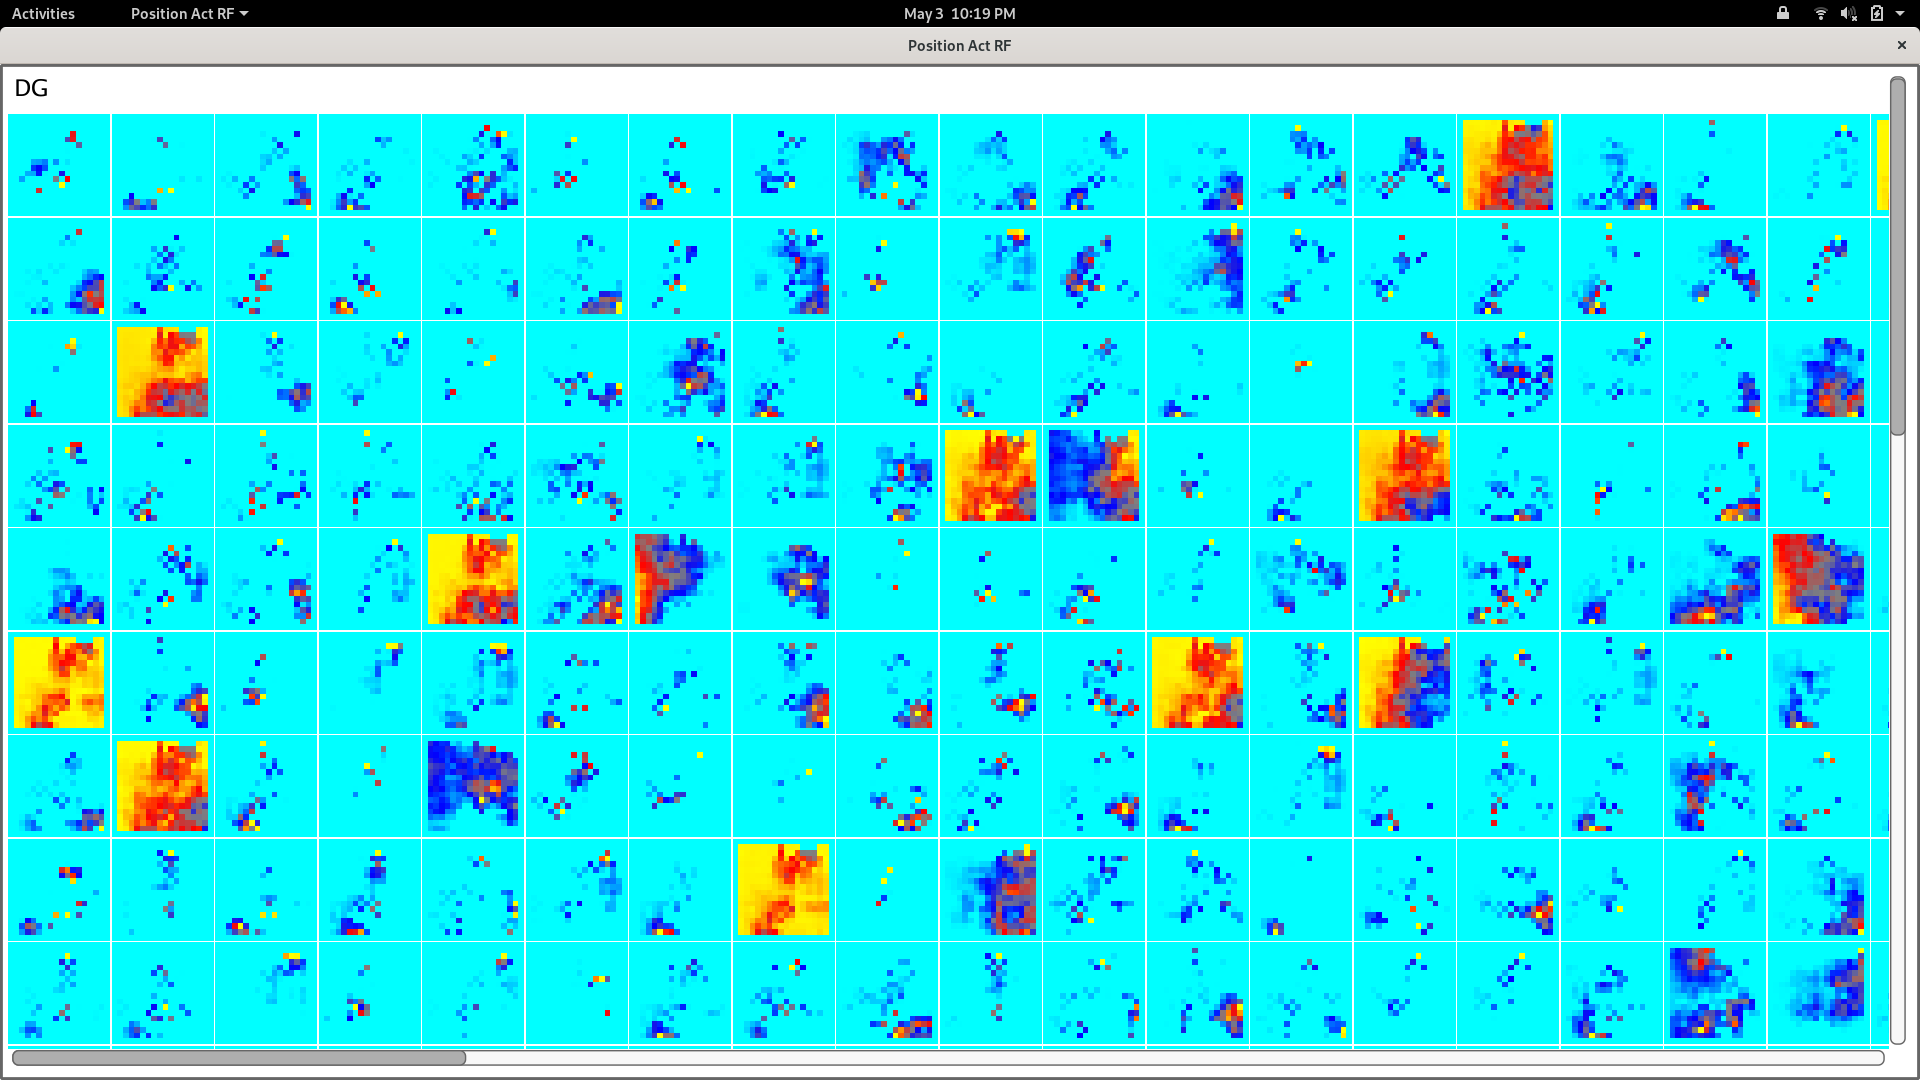 Activities
Position Act RF
May 3 10:19 PM
Position Act RF
×
DG